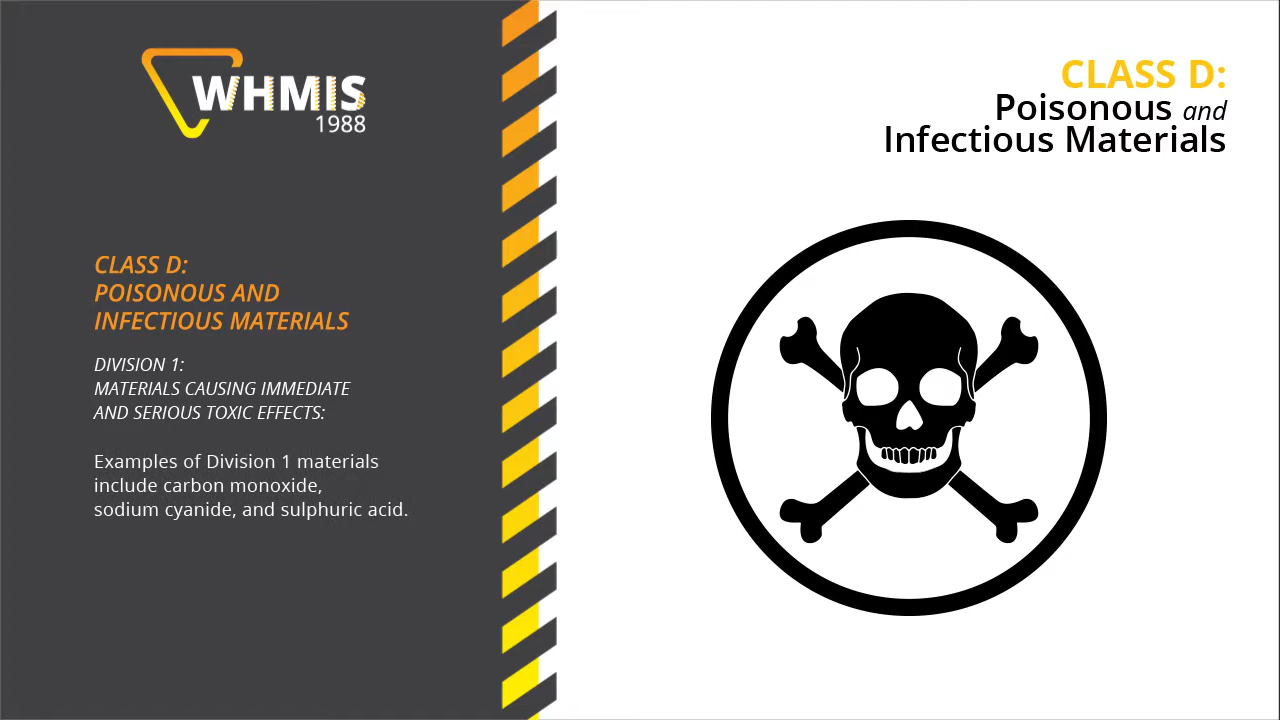 WHMIS
1988
CLASS D:
POISONOUS AND
INFECTIOUS MATERIALS
DIVISION 1:
MATERIALS CAUSING IMMEDIATE
AND SERIOUS TOXIC EFFECTS:
Examples of Division 1 materials
include carbon monoxide,
sodium cyanide, and sulphuric acid.
CLASS D:
Poisonous and
Infectious Materials